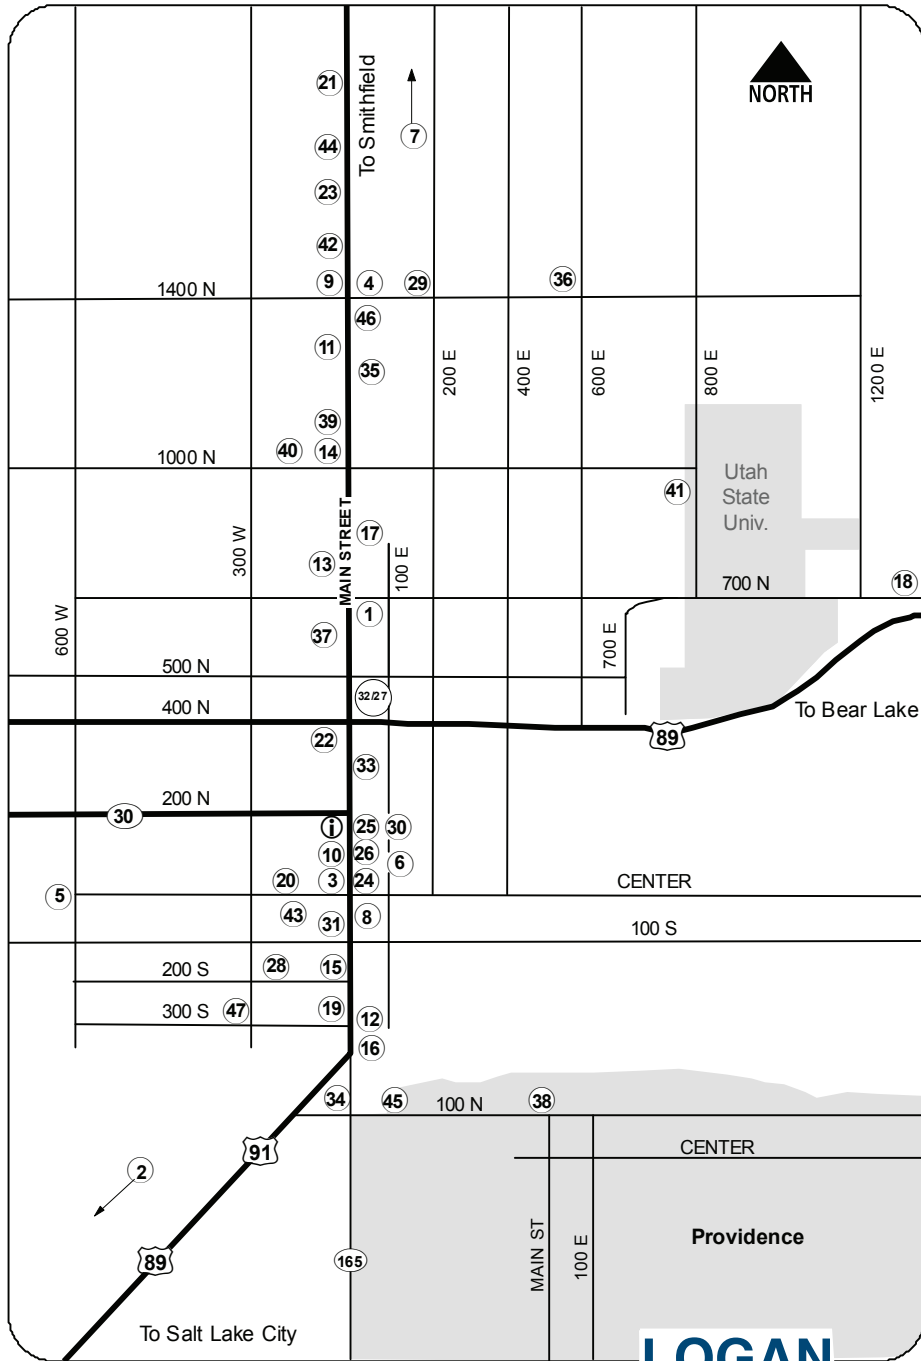 21
To Smithfield
NORTH
7
44
23
42
9
4
29
36
1400 N
46
11
35
200 E
400 E
600 E
800 E
1200 E
39
40
14
1000 N
Utah
State
Univ.
41
MAIN STREET
17
300 W
13
100 E
700 N
18
1
600 W
37
700 E
500 N
32/27
400 N
To Bear Lake
22
89
33
200 N
30
i
25
30
10
26
6
20
3
24
CENTER
5
43
31
8
100 S
28
15
200 S
47
19
300 S
12
16
34
45
100 N
38
91
CENTER
2
MAIN ST
100 E
Providence
89
165
To Salt Lake City
LOGAN